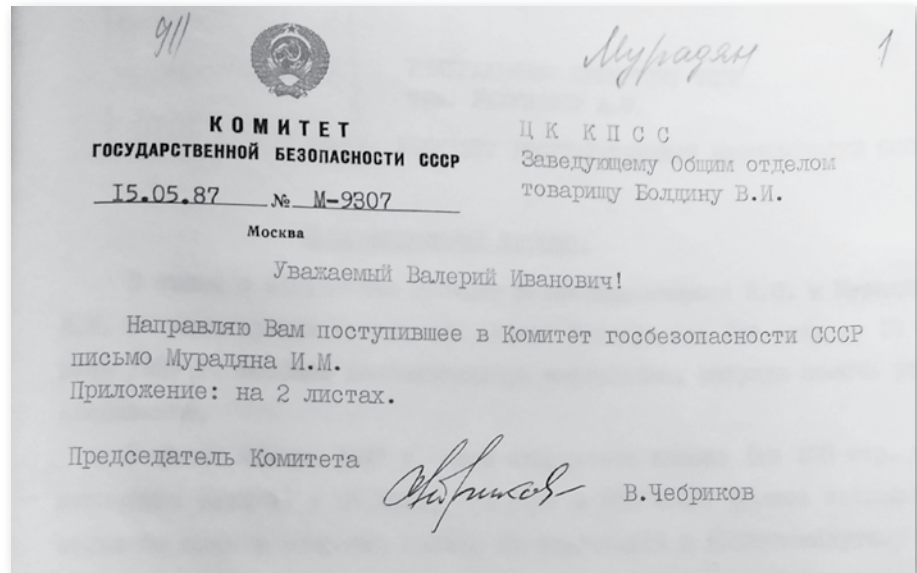 911
Мурадян
1
КОМИТЕТ
ГОСУДАРСТВЕННОЙ БЕЗОПАСНОСТИ СССР
I5.05.87 № М-9307
Москва
ЦК КПСС
Заведующему Общим отделом
товарищу Болдину В.И.
Уважаемый Валерий Иванович!
Направляю Вам поступившее в Комитет госбезопасности СССР
письмо Мурадяна И.М.
Приложение: на 2 листах.
Председатель Комитета
В.Чебриков